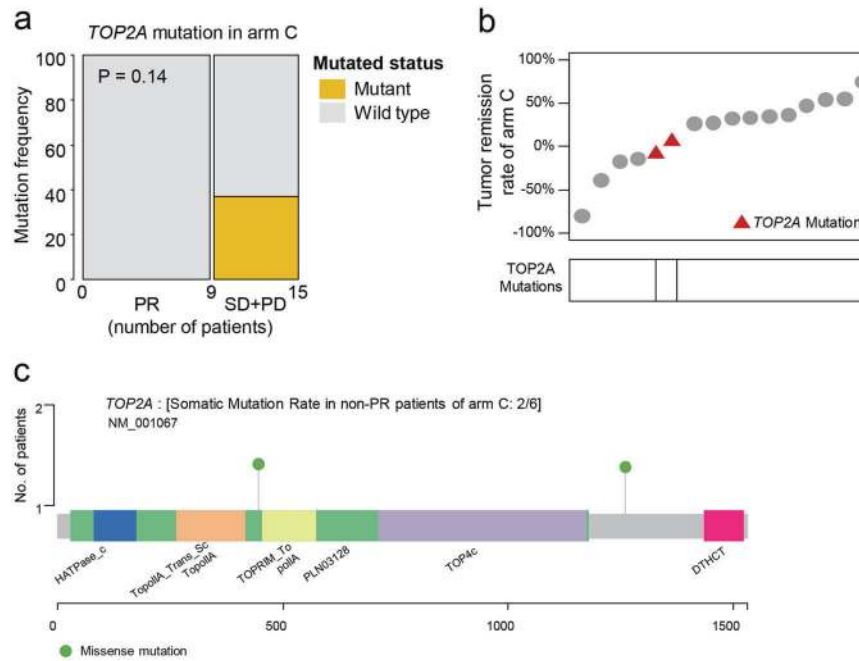 a
TOP2A mutation in arm C
P = 0.14
Mutated status
Mutant
Wild type
Mutation frequency
100
80
60
40
20
0
0
9
15
PR
SD+PD
(number of patients)
b
Tumor remission
rate of arm C
100%
50%
0%
-50%
-100%
TOP2A Mutation
TOP2A
Mutations
c
TOP2A : [Somatic Mutation Rate in non-PR patients of arm C: 2/6]
NM_001067
No. of patients
2
1
HATPase_c
TopoIIA_Trans_Sc
TopoIIA
TOPRIM_To
poIIA
PLN03128
TOP4c
DTHCT
0
500
1000
1500
Missense mutation